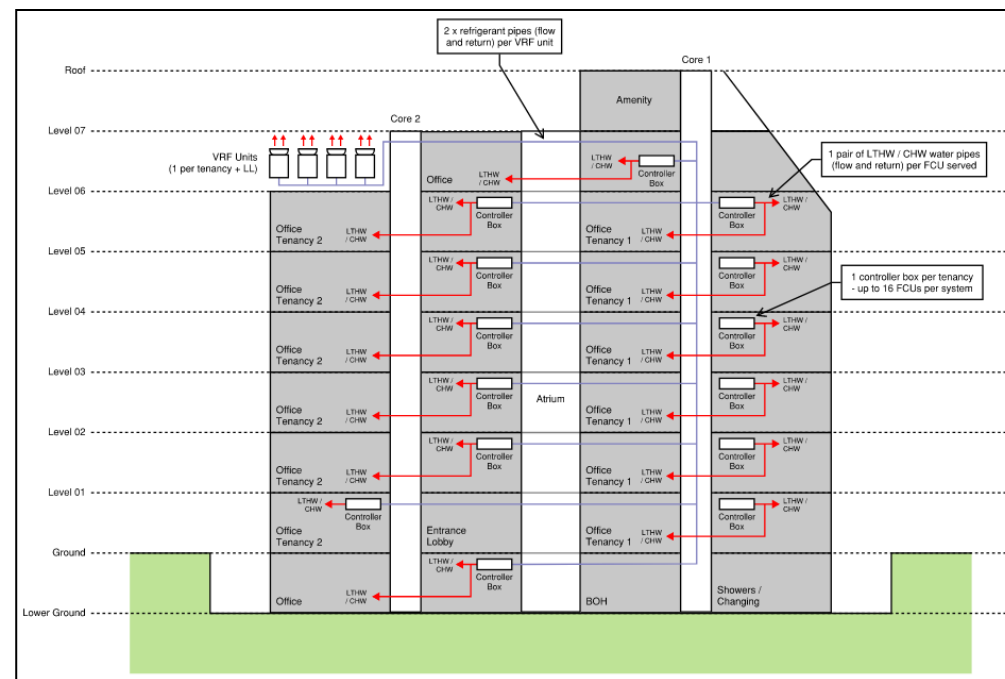 2 x refrigerant pipes (flow
and return) per VRF unit
Core 1
Roof
Amenity
Core 2
Level 07
VRF Units
(1 per tenancy + LL)
Office
LTHW
/ CHW
LTHW /
CHW
Controller
Box
1 pair of LTHW / CHW water pipes
(flow and return) per FCU served
Level 06
Office
Tenancy 2
LTHW
/ CHW
LTHW /
CHW
Controller
Box
Office
Tenancy 1
LTHW
/ CHW
Controller
Box
LTHW /
CHW
Level 05
Office
Tenancy 2
LTHW
/ CHW
LTHW /
CHW
Controller
Box
Office
Tenancy 1
LTHW
/ CHW
Controller
Box
LTHW /
CHW
1 controller box per tenancy
- up to 16 FCUs per system
Level 04
Office
Tenancy 2
LTHW
/ CHW
LTHW /
CHW
Controller
Box
Office
Tenancy 1
LTHW
/ CHW
Controller
Box
LTHW /
CHW
Level 03
Office
Tenancy 2
LTHW
/ CHW
LTHW /
CHW
Controller
Box
Atrium
Office
Tenancy 1
LTHW
/ CHW
Controller
Box
LTHW /
CHW
Level 02
Office
Tenancy 2
LTHW
/ CHW
LTHW /
CHW
Controller
Box
Office
Tenancy 1
LTHW
/ CHW
Controller
Box
LTHW /
CHW
Level 01
Office
Tenancy 2
LTHW /
CHW
Controller
Box
Entrance
Lobby
Office
Tenancy 1
LTHW
/ CHW
Controller
Box
LTHW /
CHW
Ground
Office
LTHW
/ CHW
LTHW /
CHW
Controller
Box
BOH
Showers /
Changing
Lower Ground